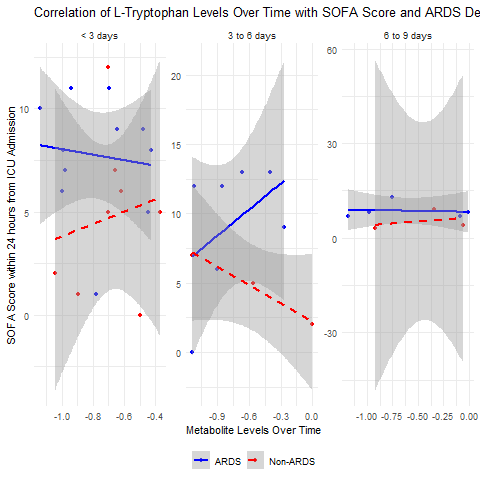 Correlation of L-Tryptophan Levels Over Time with SOFA Score and ARDS De
< 3 days
3 to 6 days
6 to 9 days
SOFA Score within 24 hours from ICU Admission
10
5
0
20
15
10
5
0
60
30
0
-30
-1.0 -0.8 -0.6 -0.4
-0.9 -0.6 -0.3 0.0
-1.00 -0.75 -0.50 -0.25 0.00
Metabolite Levels Over Time
ARDS
Non-ARDS